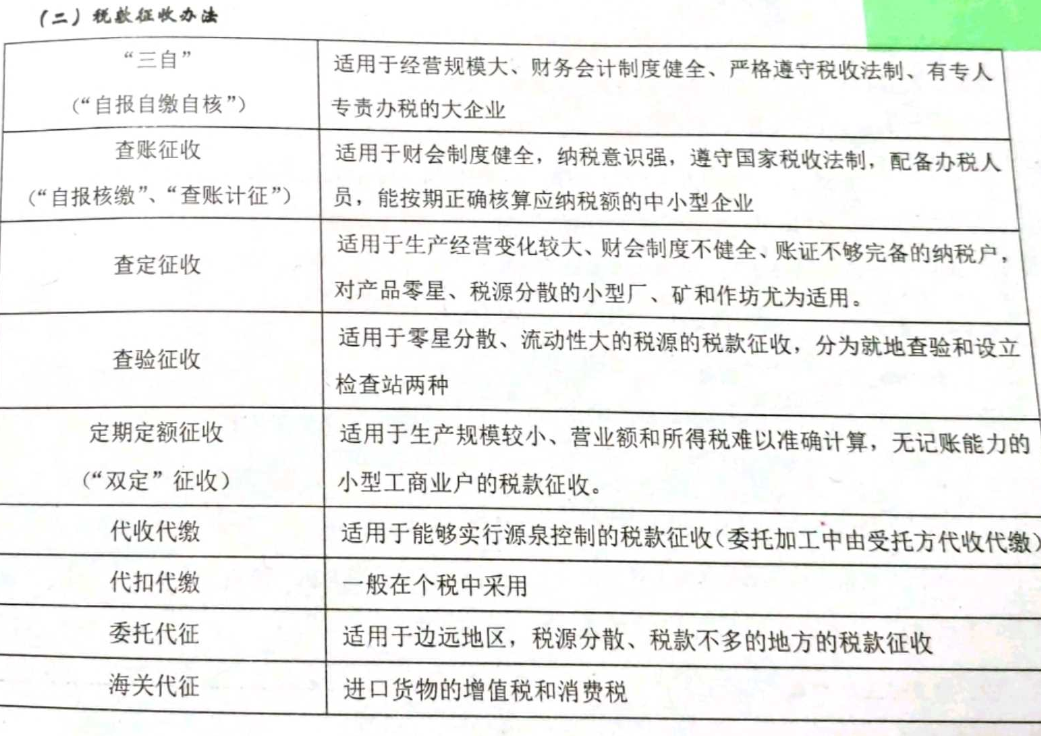 （二）税款征收办法
“三自”
（“自报自缴自核”）
适用于经营规模大、财务会计制度健全、严格遵守税收法制、有专人
专责办税的大企业
查账征收
（“自报核缴”、“查账计征”）
适用于财会制度健全，纳税意识强，遵守国家税收法制，配备办税人
员，能按期正确核算应纳税额的中小型企业
查定征收
适用于生产经营变化较大、财会制度不健全、账证不够完备的纳税户，
对产品零星、税源分散的小型厂、矿和作坊尤为适用。
查验征收
适用于零星分散、流动性大的税源的税款征收，分为就地查验和设立
检查站两种
定期定额征收
（“双定”征收）
适用于生产规模较小、营业额和所得税难以准确计算，无记账能力的
小型工商业户的税款征收。
代收代缴
适用于能够实行源泉控制的税款征收（委托加工中由受托方代收代缴）
代扣代缴
一般在个税中采用
委托代征
适用于边远地区，税源分散、税款不多的地方的税款征收
海关代征
进口货物的增值税和消费税